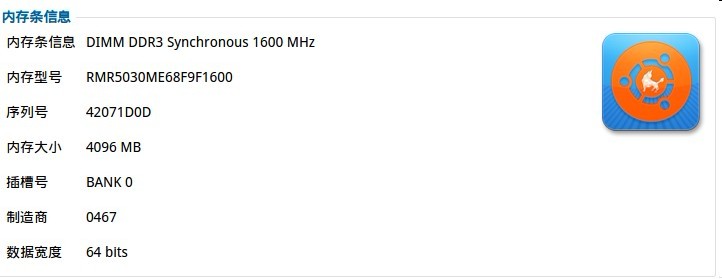 内存条信息
内存条信息 DIMM DDR3 Synchronous 1600 MHz
内存型号 RMR5030ME68F9F1600
序列号 42071D0D
内存大小 4096 MB
插槽号 BANK 0
制造商 0467
数据宽度 64 bits